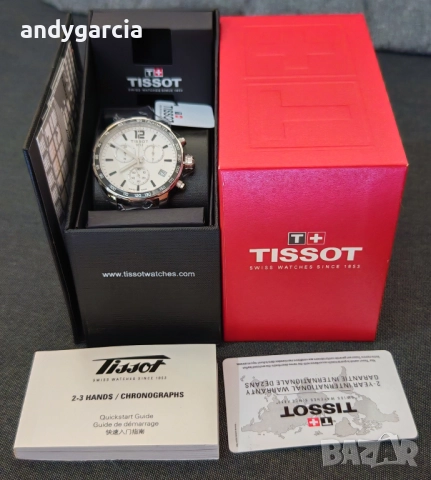 andygarcia
T+
TISSOT
SWISS WATCHES SINCE 1853
www.tissotwatches.com
T+
TISSOT
SWISS WATCHES SINCE 1853
Tissot
SWISS WATCHES SINCE 1853
2-3 HANDS / CHRONOGRAPHS
Quickstart Guide
Guide de démarrage
快速入门指南
2-YEAR INTERNATIONAL WARRANTY
GARANTIE INTERNATIONALE DE 2 ANS
T+
TISSOT
BAZAR